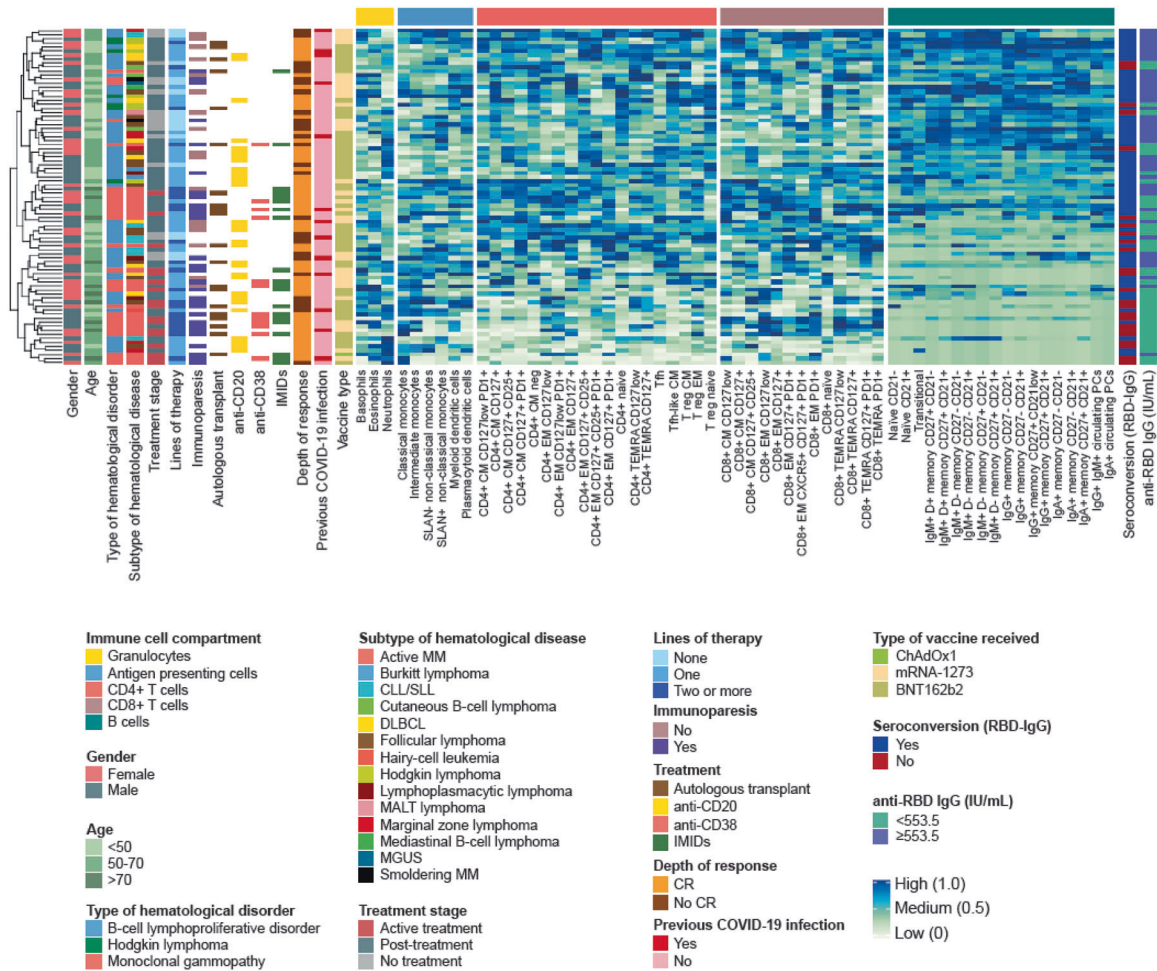 Gender
Age
Type of hematological disorder
Subtype of hematological disease
Treatment stage
Lines of therapy
Immunoparesis
Autologous transplant
anti-CD20
anti-CD38
IMIDs
Depth of response
Previous COVID-19 infection
Vaccine type
Basophils
Eosinophils
Neutrophils
Classical monocytes
Intermediate monocytes
SLAN- non-classical monocytes
SLAN+ non-classical monocytes
Myeloid dendritic cells
Plasmacytoid dendritic cells
CD4+ CM CD127low PD1+
CD4+ CM CD127+
CD4+ CM CD127+ CD25+
CD4+ CM CD127+ PD1+
CD4+ CM neg
CD4+ EM CD127low
CD4+ EM CD127low PD1+
CD4+ EM CD127+
CD4+ EM CD127+ CD25+
CD4+ EM CD127+ CD25+ PD1+
CD4+ EM CD127+ PD1+
CD4+ naïve
CD4+ TEMRA CD127low
CD4+ TEMRA CD127+
Tfh
Tfh-like CM
T reg CM
T reg EM
T reg naïve
CD8+ CM CD127low
CD8+ CM CD127+ PD1+
CD8+ CM CD127+
CD8+ EM CD127low
CD8+ EM CD127+
CD8+ EM CD127+ PD1+
CD8+ EM CXCR5+ CD127+ PD1+
CD8+ EM PD1+
CD8+ naïve
CD8+ TEMRA CD127low
CD8+ TEMRA CD127+
CD8+ TEMRA CD127+ PD1+
CD8+ TEMRA PD1+
Naïve CD21-
Naïve CD21+
Transitional
IgM+ D+ memory CD27+ CD21-
IgM+ D+ memory CD27+ CD21+
IgM+ D- memory CD27- CD21-
IgM+ D- memory CD27- CD21+
IgM+ D- memory CD27+ CD21-
IgM+ D- memory CD27+ CD21+
IgG+ memory CD27- CD21-
IgG+ memory CD27- CD21+
IgG+ memory CD27+ CD21low
IgG+ memory CD27+ CD21+
IgA+ memory CD27- CD21-
IgA+ memory CD27- CD21+
IgA+ memory CD27+ CD21+
IgG+ IgM+ circulating PCs
IgA+ circulating PCs
Seroconversion (RBD-IgG)
anti-RBD IgG (IU/mL)
Immune cell compartment
Granulocytes
Antigen presenting cells
CD4+ T cells
CD8+ T cells
B cells
Gender
Female
Male
Age
<50
50-70
>70
Type of hematological disorder
B-cell lymphoproliferative disorder
Hodgkin lymphoma
Monoclonal gammopathy
Subtype of hematological disease
Active MM
Burkitt lymphoma
CLL/SLL
Cutaneous B-cell lymphoma
DLBCL
Follicular lymphoma
Hairy-cell leukemia
Hodgkin lymphoma
Lymphoplasmacytic lymphoma
MALT lymphoma
Marginal zone lymphoma
Mediastinal B-cell lymphoma
MGUS
Smoldering MM
Treatment stage
Active treatment
Post-treatment
No treatment
Lines of therapy
None
One
Two or more
Immunoparesis
No
Yes
Treatment
Autologous transplant
anti-CD20
anti-CD38
IMIDs
Depth of response
CR
No CR
Previous COVID-19 infection
Yes
No
Type of vaccine received
ChAdOx1
mRNA-1273
BNT162b2
Seroconversion (RBD-IgG)
Yes
No
anti-RBD IgG (IU/mL)
<553.5
≥553.5
High (1.0)
Medium (0.5)
Low (0)